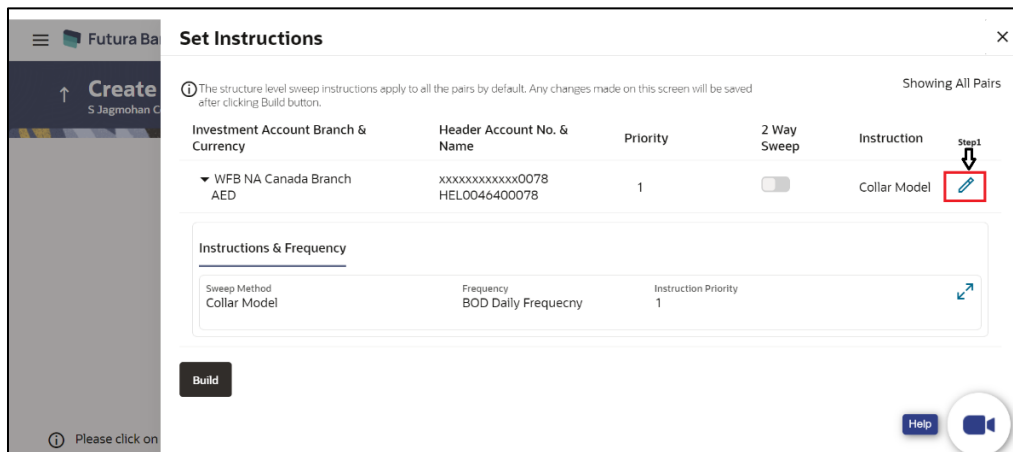 Futura Ba
Set Instructions
Create
S Jagmohan C
The structure level sweep instructions apply to all the pairs by default. Any changes made on this screen will be saved
after clicking Build button.
Showing All Pairs
Investment Account Branch &
Currency
Header Account No. &
Name
Priority
2 Way
Sweep
Instruction
Step1
WFB NA Canada Branch
AED
xxxxxxxxxxxx0078
HEL0046400078
1
Collar Model
Instructions & Frequency
Sweep Method
Collar Model
Frequency
BOD Daily Frequecny
Instruction Priority
1
Build
Help
Please click on